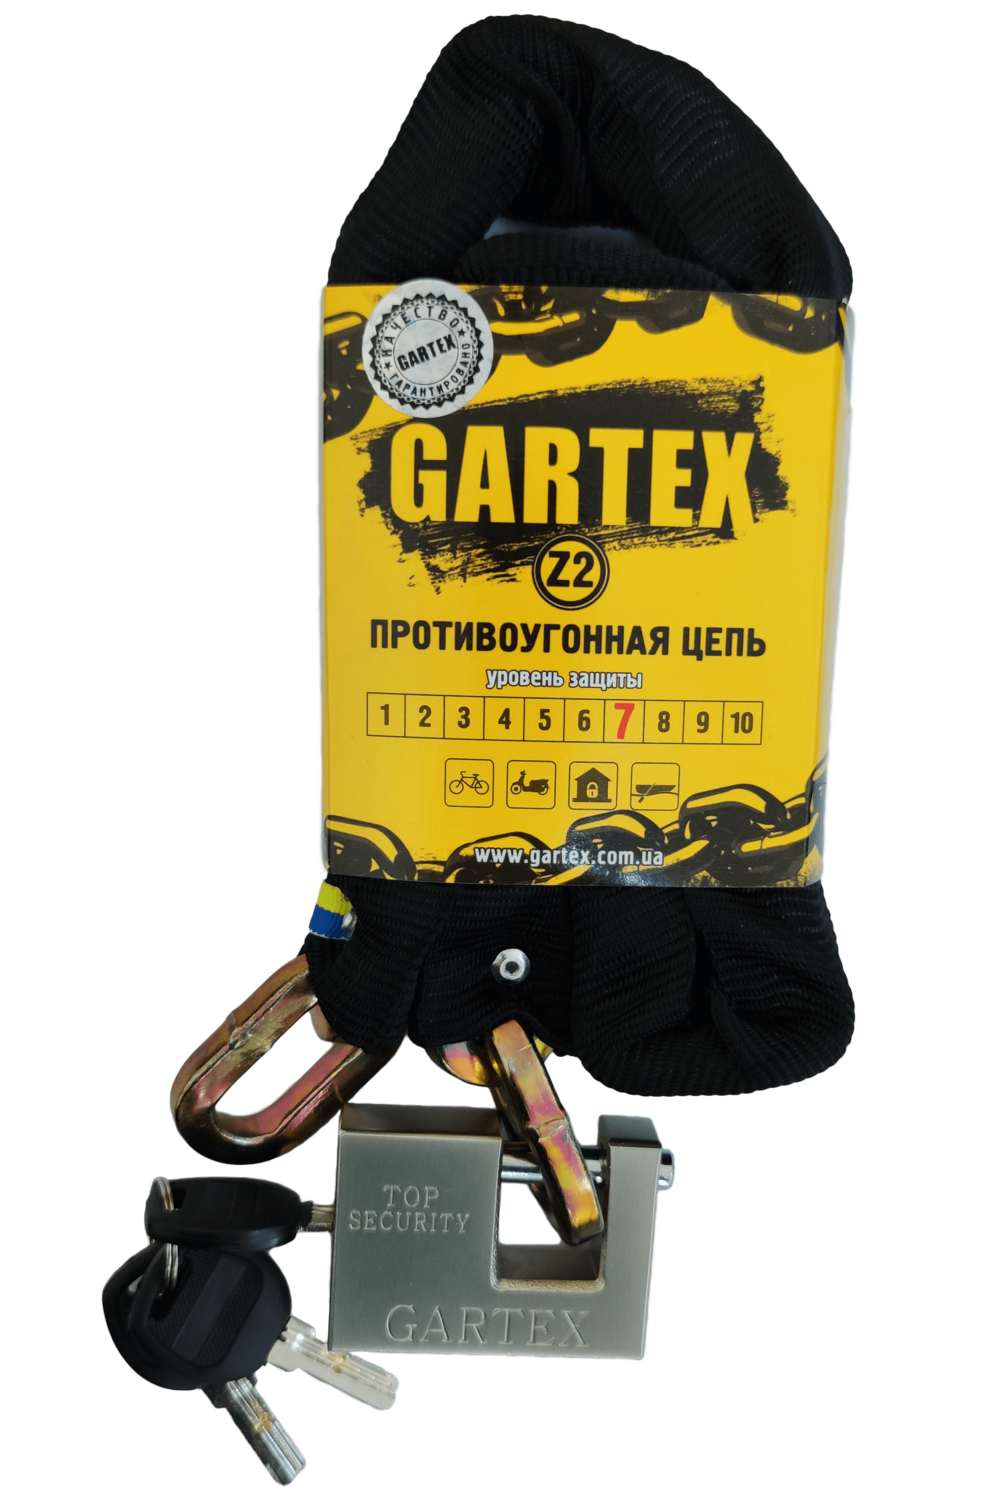 КАЧЕСТВО
GARTEX
ГАРАНТИРОВАНО
GARTEX
Z2
ПРОТИВОУГОННАЯ ЦЕПЬ
уровень защиты
1 2 3 4 5 6 7 8 9 10
www.gartex.com.ua
TOP
SECURITY
GARTEX